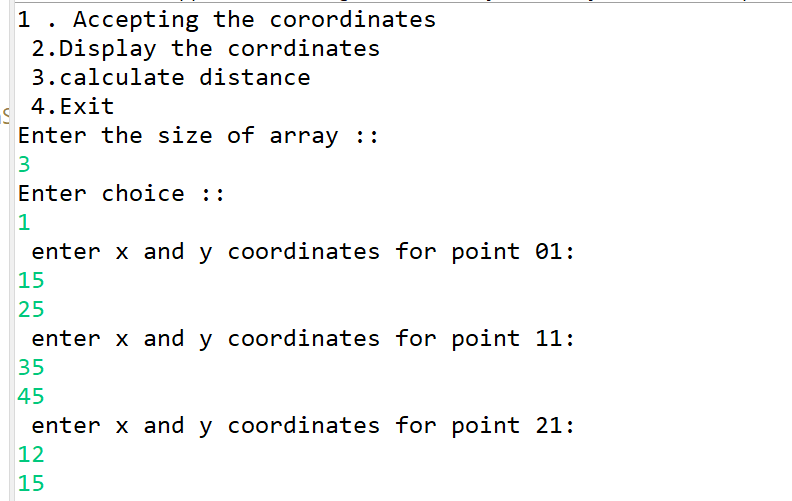 1 . Accepting the corordinates
2.Display the corrdinates
3.calculate distance
4.Exit
Enter the size of array ::
3
Enter choice ::
1
enter x and y coordinates for point 01:
15
25
enter x and y coordinates for point 11:
35
45
enter x and y coordinates for point 21:
12
15